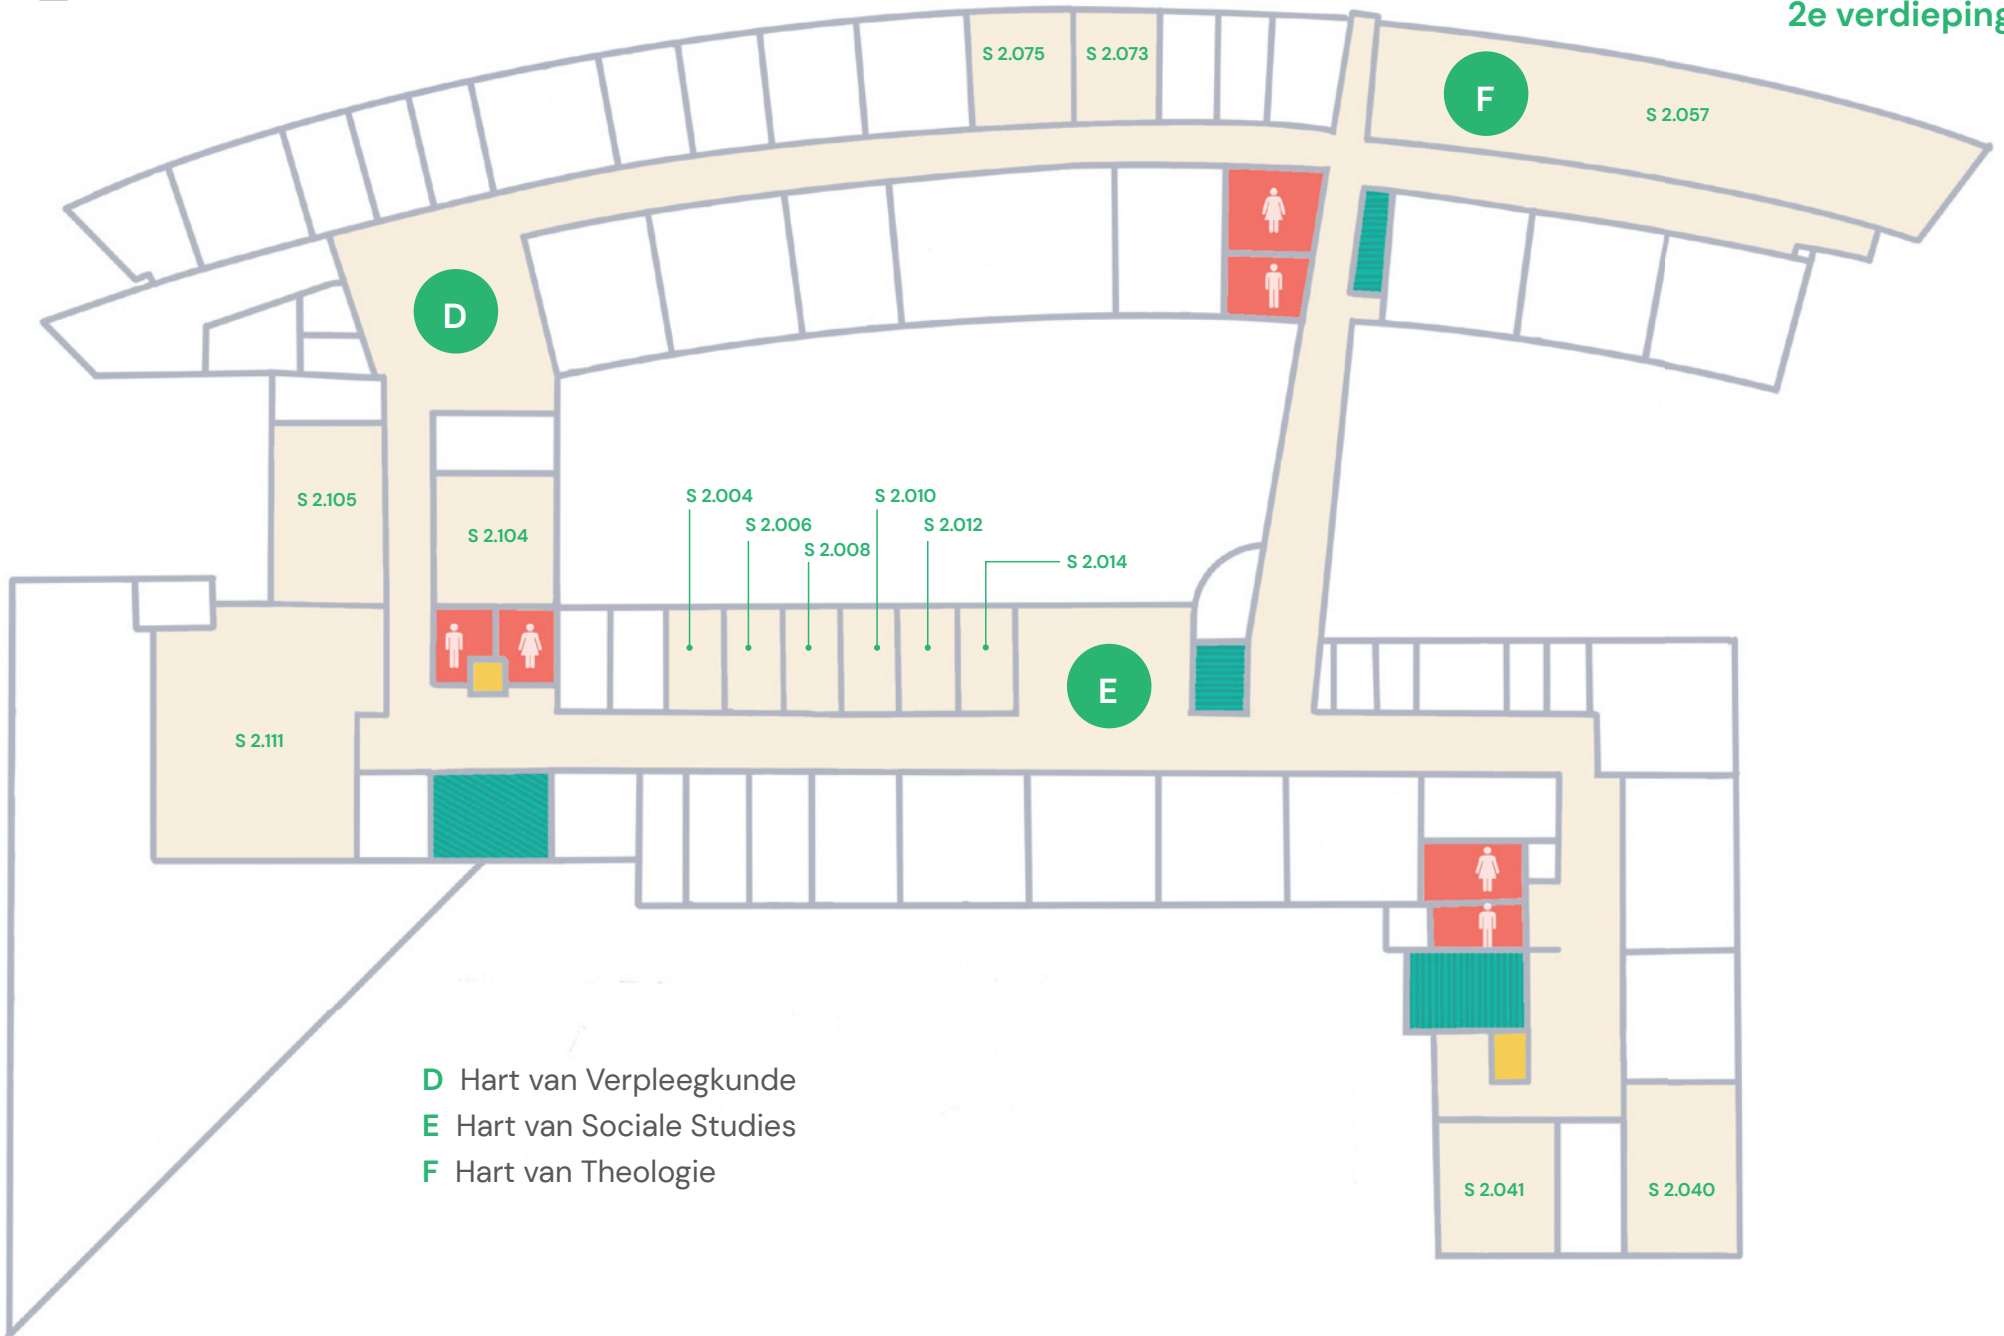 2e verdieping
S 2.075
S 2.073
F
S 2.057
D
S 2.105
S 2.104
S 2.004
S 2.006
S 2.008
S 2.010
S 2.012
S 2.014
E
S 2.111
D Hart van Verpleegkunde
E Hart van Sociale Studies
F Hart van Theologie
S 2.041
S 2.040